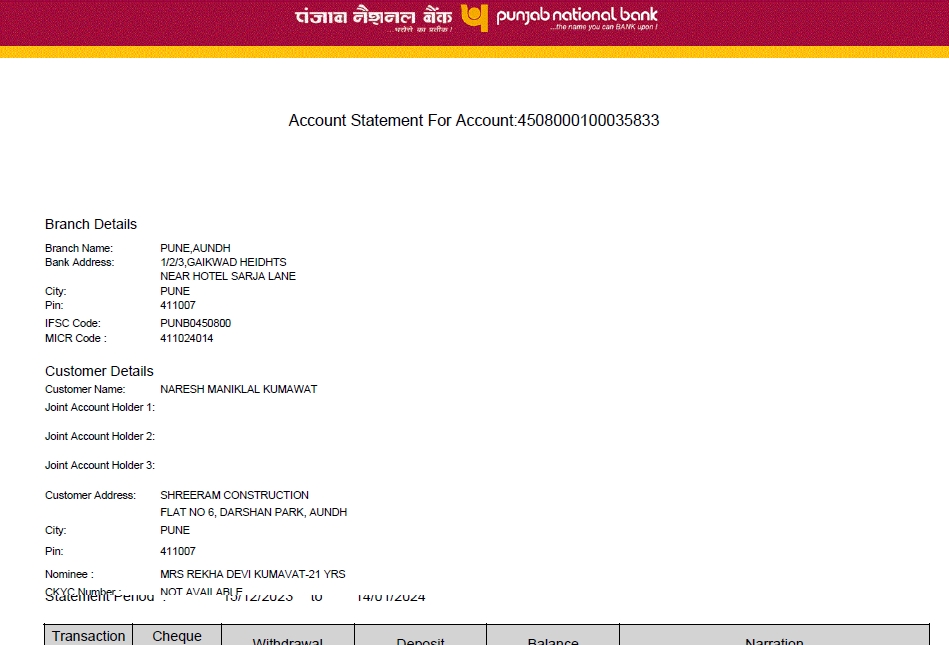 पंजाब नैशनल बैंक punjab national bank
...भरोसे का प्रतीक! ...the name you can BANK upon!
Account Statement For Account:4508000100035833
Branch Details
Branch Name: PUNE,AUNDH
Bank Address: 1/2/3,GAIKWAD HEIDHTS
NEAR HOTEL SARJA LANE
City: PUNE
Pin: 411007
IFSC Code: PUNB0450800
MICR Code : 411024014
Customer Details
Customer Name: NARESH MANIKLAL KUMAWAT
Joint Account Holder 1:
Joint Account Holder 2:
Joint Account Holder 3:
Customer Address: SHREERAM CONSTRUCTION
FLAT NO 6, DARSHAN PARK, AUNDH
City: PUNE
Pin: 411007
Nominee : MRS REKHA DEVI KUMAVAT-21 YRS
CKYC Number : NOT AVAILABLE
Statement Period : 15/12/2023 to 14/01/2024
Transaction Cheque Withdrawal Deposit Balance Narration